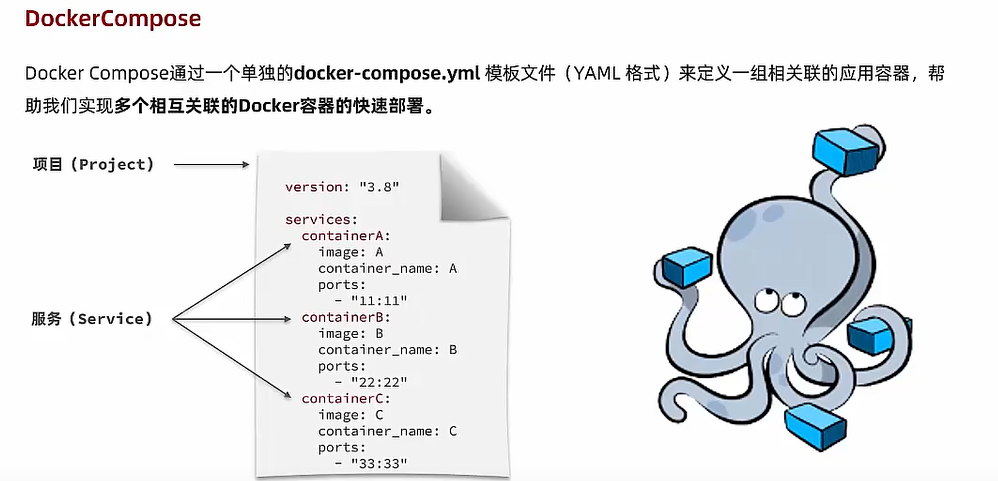 DockerCompose
Docker Compose通过一个单独的docker-compose.yml 模板文件（YAML 格式）来定义一组相关联的应用容器，帮
助我们实现多个相互关联的Docker容器的快速部署。
项目（Project）
version: "3.8"
services:
containerA:
image: A
container_name: A
ports:
- "11:11"
服务（Service）
containerB:
image: B
container_name: B
ports:
- "22:22"
containerC:
image: C
container_name: C
ports:
- "33:33"